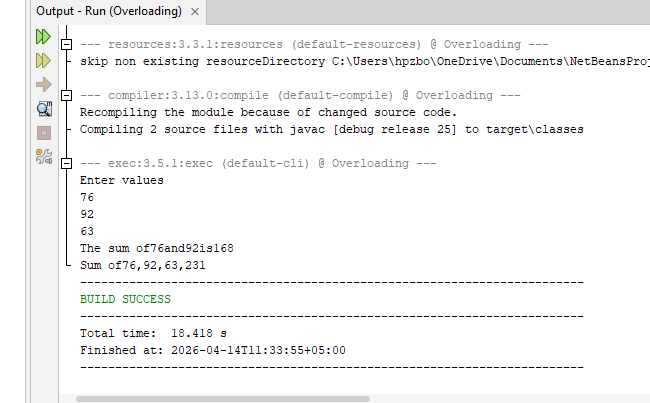 Output - Run (Overloading)
--- resources:3.3.1:resources (default-resources) @ Overloading ---
skip non existing resourceDirectory C:\Users\hpzbo\OneDrive\Documents\NetBeansProj
--- compiler:3.13.0:compile (default-compile) @ Overloading ---
Recompiling the module because of changed source code.
Compiling 2 source files with javac [debug release 25] to target\classes
--- exec:3.5.1:exec (default-cli) @ Overloading ---
Enter values
76
92
63
The sum of76and92is168
Sum of76,92,63,231
------------------------------------------------------------------------
BUILD SUCCESS
------------------------------------------------------------------------
Total time:  18.418 s
Finished at: 2026-04-14T11:33:55+05:00
------------------------------------------------------------------------